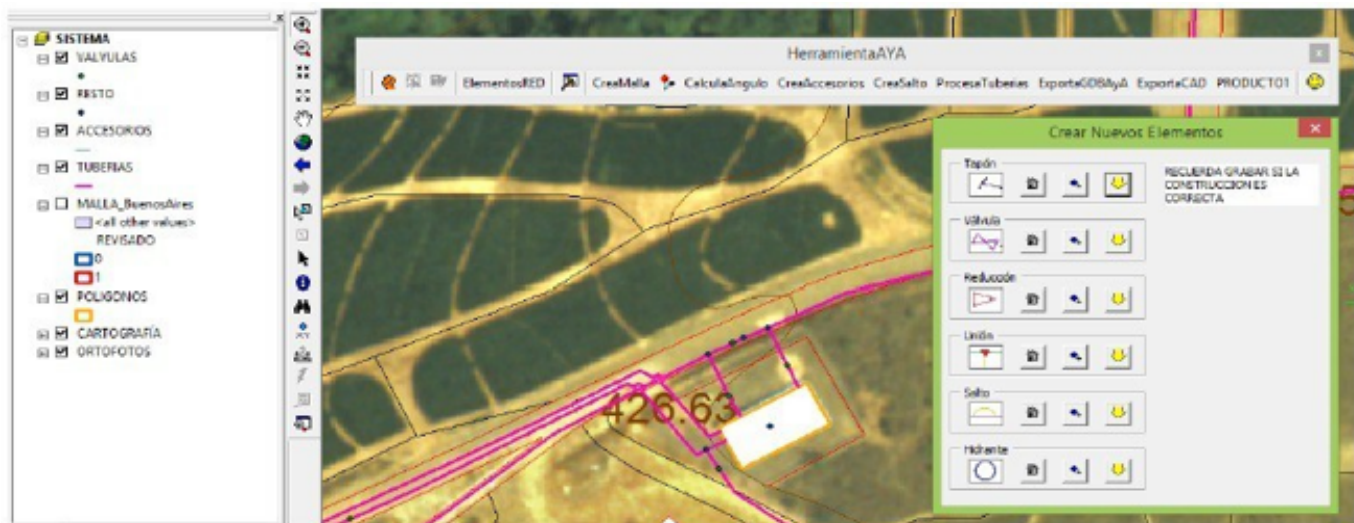 SISTEMA
VALVULAS
RESTO
ACCESORIOS
TUBERIAS
MALLA_BuenosAires
<all other values>
REVISADO
0
1
POLIGONOS
CARTOGRAFÍA
ORTOFOTOS
HerramientaAYA
ElementosRED CreaMalla CalculaAngulo CreaAccesorios CreaSalto ProcesaTuberias ExportaGDBAyA ExportaCAD PRODUCTO1
Crear Nuevos Elementos
Tapón
RECUERDA GRABAR SI LA
CONSTRUCCION ES
CORRECTA
Válvula
Reducción
Unión
Salto
Hidrante
426.63
5